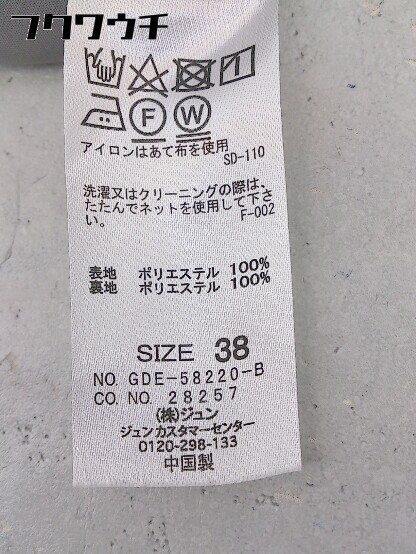 フクワウチ
F W
アイロンはあて布を使用
SD-110
洗濯又はクリーニングの際は、
たたんでネットを使用して下さ
い。
F-002
表地 ポリエステル 100%
裏地 ポリエステル 100%
SIZE 38
NO. GDE-58220-B
CO. NO. 28257
(株)ジュン
ジュンカスタマーセンター
0120-298-133
中国製